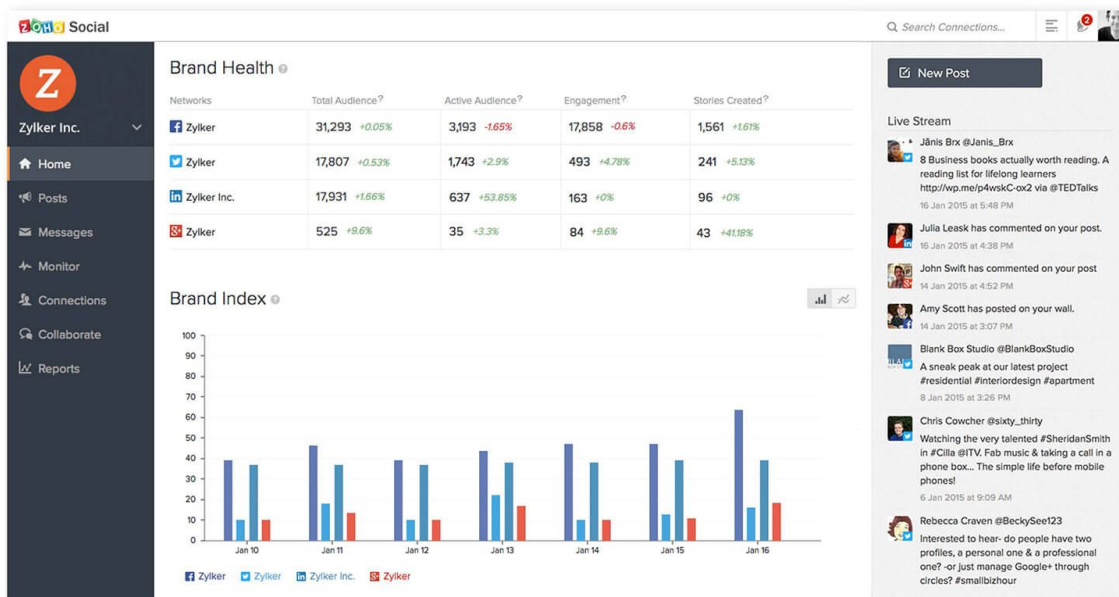 ZOHO Social
Search Connections...
2
Z
Zylker Inc.
Home
Posts
Messages
Monitor
Connections
Collaborate
Reports
Brand Health ?
Networks Total Audience? Active Audience? Engagement? Stories Created?
Zylker 31,293 +0.05% 3,193 -1.65% 17,858 -0.6% 1,561 +1.61%
Zylker 17,807 +0.53% 1,743 +2.9% 493 +4.78% 241 +5.13%
in Zylker Inc. 17,931 +1.66% 637 +53.85% 163 +0% 96 +0%
Zylker 525 +9.6% 35 +3.3% 84 +9.6% 43 +41.18%
Brand Index ?
100
90
80
70
60
50
40
30
20
10
0
Jan 10 Jan 11 Jan 12 Jan 13 Jan 14 Jan 15 Jan 16
Zylker Zylker in Zylker Inc. Zylker
New Post
Live Stream
Jānis Brx @Janis_Brx
8 Business books actually worth reading. A
reading list for lifelong learners
http://wp.me/p4wskC-ox2 via @TEDTalks
16 Jan 2015 at 5:48 PM
Julia Leask has commented on your post.
16 Jan 2015 at 4:38 PM
John Swift has commented on your post
14 Jan 2015 at 4:52 PM
Amy Scott has posted on your wall.
14 Jan 2015 at 3:07 PM
Blank Box Studio @BlankBoxStudio
A sneak peak at our latest project
#residential #interiordesign #apartment
8 Jan 2015 at 3:26 PM
Chris Cowcher @sixty_thirty
Watching the very talented #SheridanSmith
in #Cilla @ITV. Fab music & taking a call in a
phone box... The simple life before mobile
phones!
6 Jan 2015 at 9:09 AM
Rebecca Craven @BeckySee123
Interested to hear- do people have two
profiles, a personal one & a professional
one? -or just manage Google+ through
circles? #smallbizhour